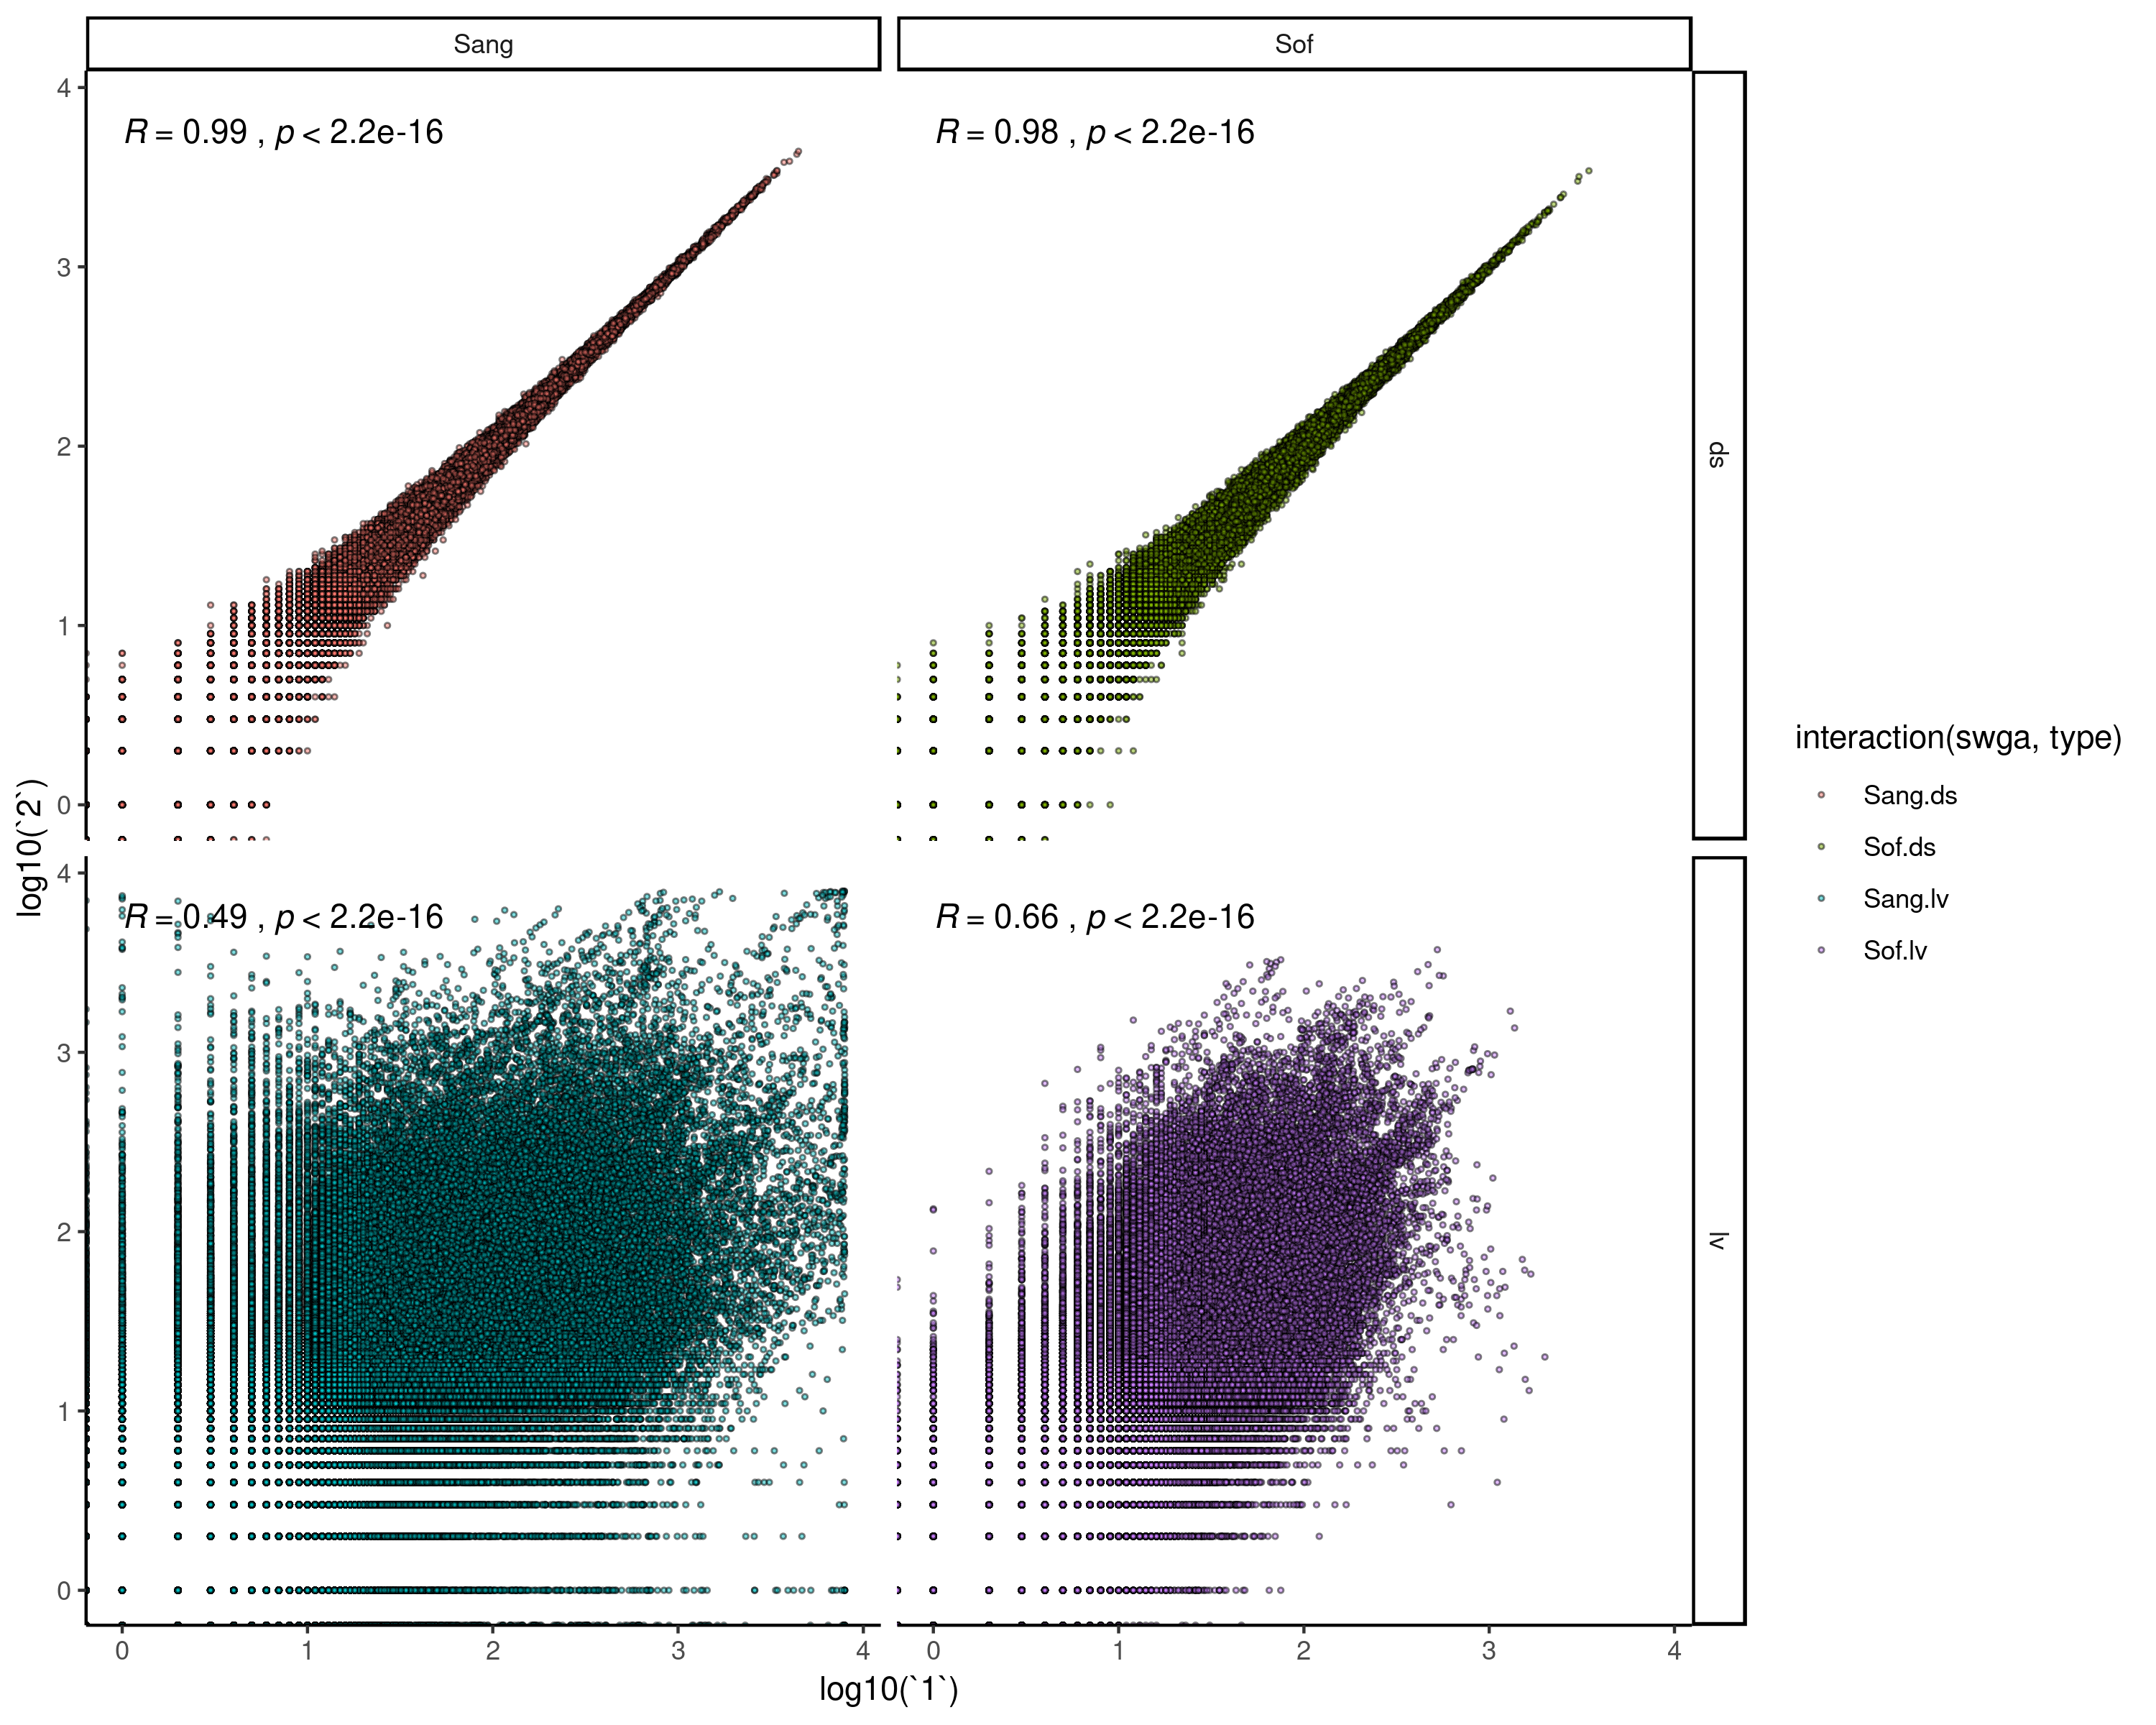 Sang
Sof
4
R = 0.99 , p < 2.2e-16
R = 0.98 , p < 2.2e-16
3
2
ds
1
0
log10(`2`)
4
R = 0.49 , p < 2.2e-16
R = 0.66 , p < 2.2e-16
3
2
lv
1
0
0 1 2 3 4
0 1 2 3 4
log10(`1`)
interaction(swga, type)
Sang.ds
Sof.ds
Sang.lv
Sof.lv